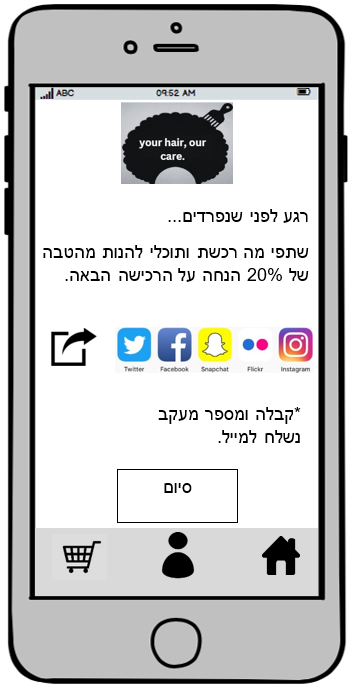 ABC
09:52 AM
your hair, our
care.
רגע לפני שנפרדים...
שתפי מה רכשת ותוכלי להנות מהטבה
של 20% הנחה על הרכישה הבאה.
Twitter Facebook Snapchat Flickr Instagram
*קבלה ומספר מעקב
נשלח למייל.
סיום